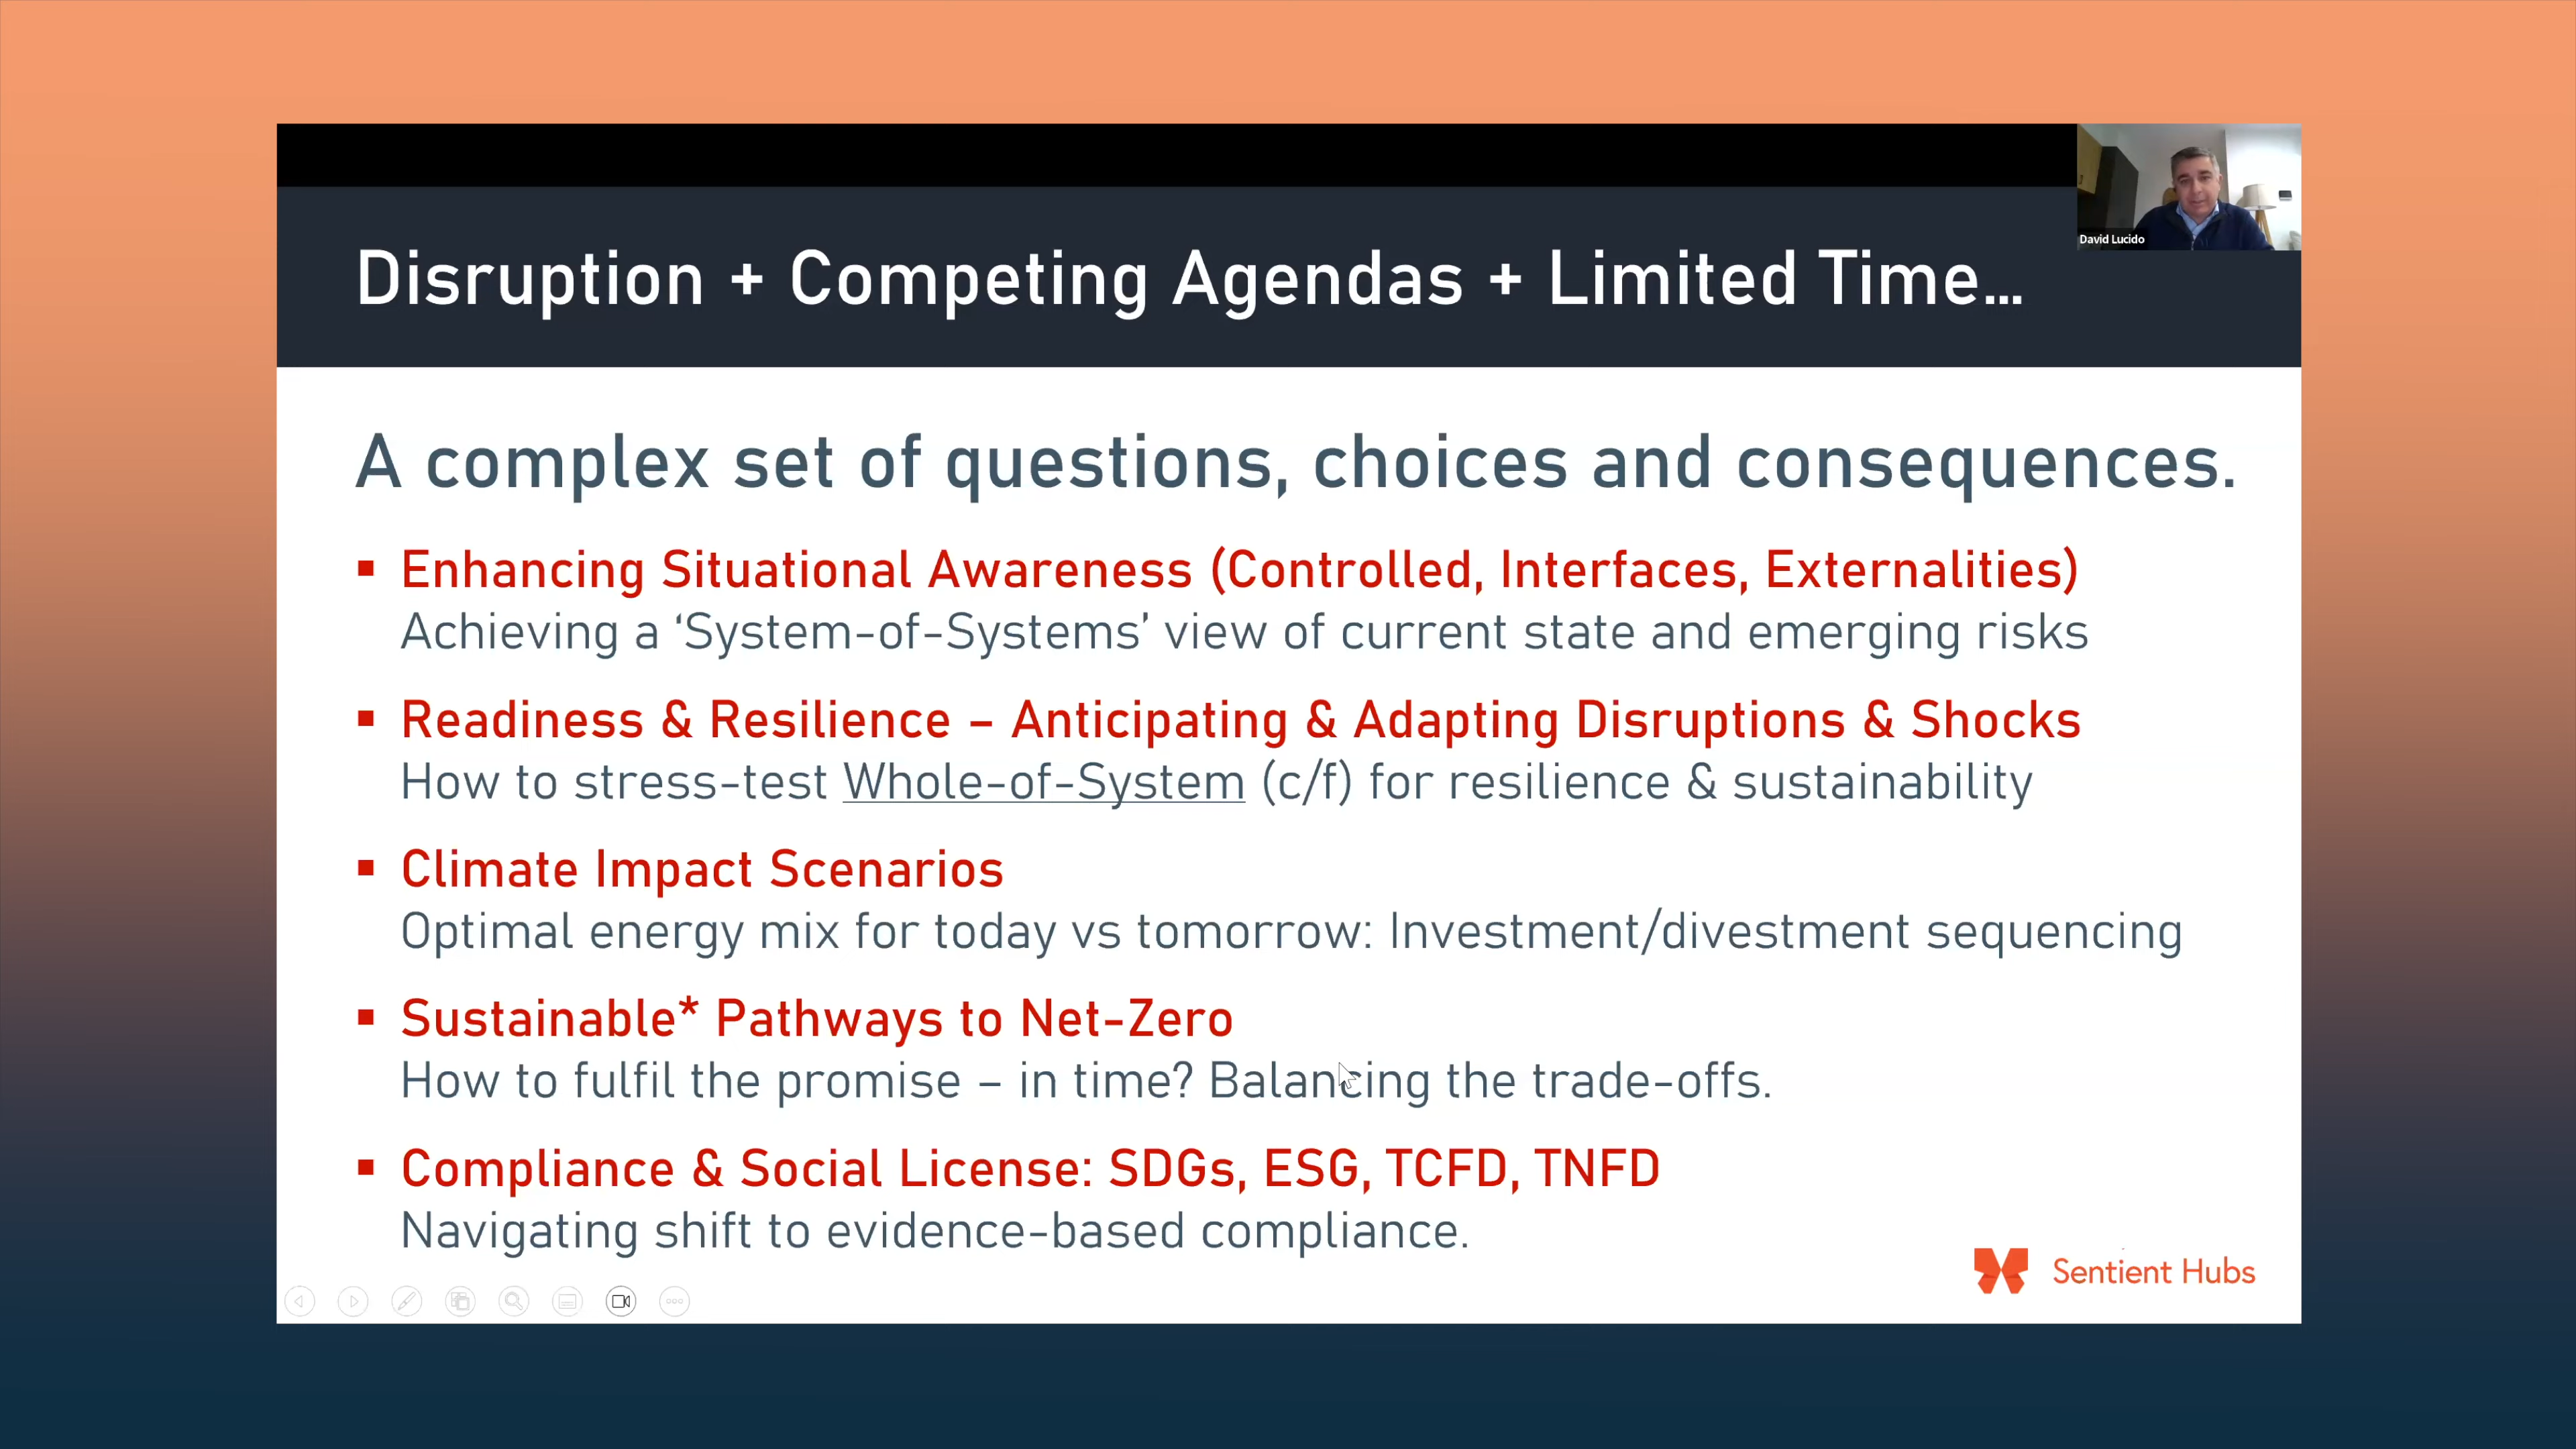 David Lucido
Disruption + Competing Agendas + Limited Time...
A complex set of questions, choices and consequences.
▪ Enhancing Situational Awareness (Controlled, Interfaces, Externalities)
Achieving a ‘System-of-Systems’ view of current state and emerging risks
▪ Readiness & Resilience – Anticipating & Adapting Disruptions & Shocks
How to stress-test Whole-of-System (c/f) for resilience & sustainability
▪ Climate Impact Scenarios
Optimal energy mix for today vs tomorrow: Investment/divestment sequencing
▪ Sustainable* Pathways to Net-Zero
How to fulfil the promise – in time? Balancing the trade-offs.
▪ Compliance & Social License: SDGs, ESG, TCFD, TNFD
Navigating shift to evidence-based compliance.
Sentient Hubs